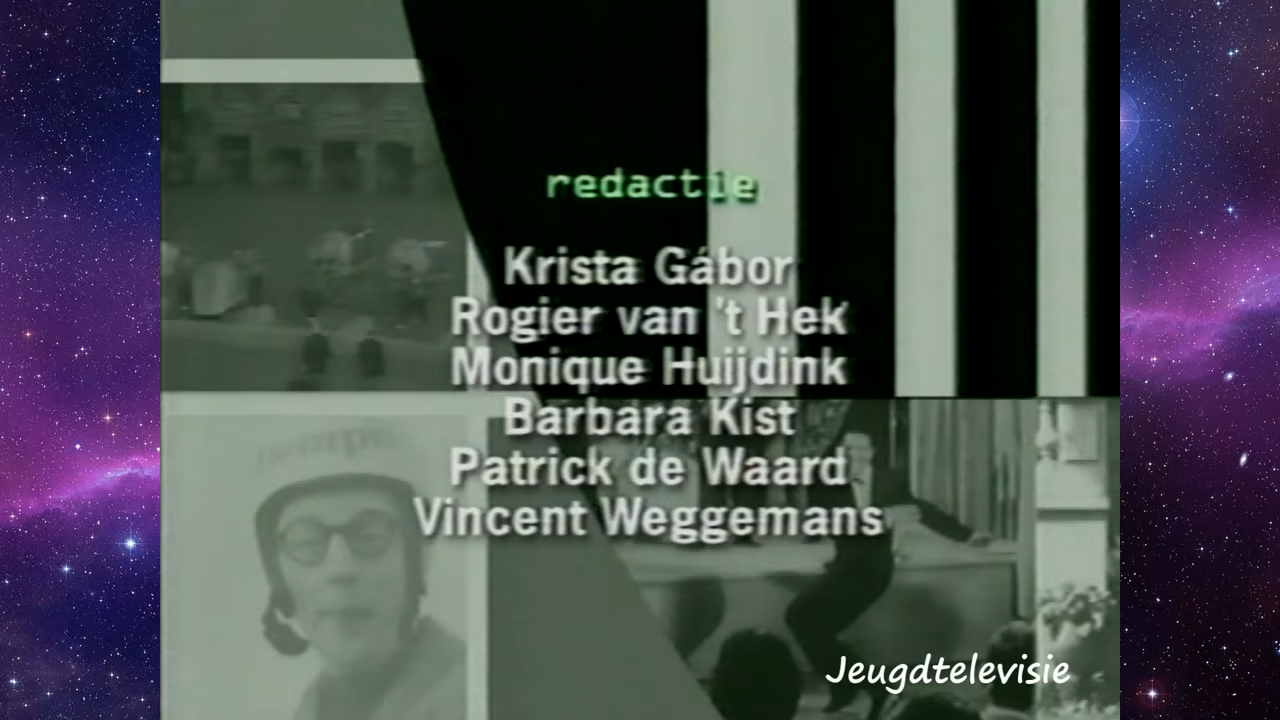 redactie
Krista Gábor
Rogier van 't Hek
Monique Huijdink
Barbara Kist
Patrick de Waard
Vincent Weggemans
Jeugdtelevisie